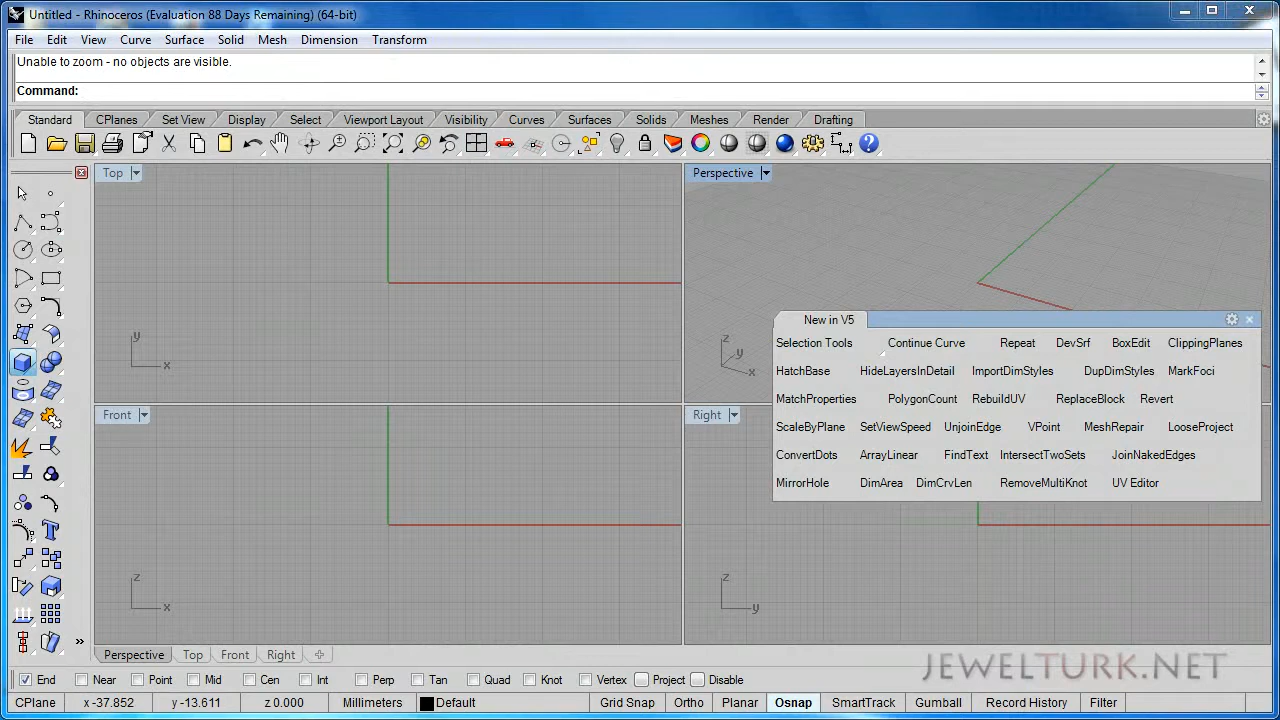 Untitled - Rhinoceros (Evaluation 88 Days Remaining) (64-bit)
File Edit View Curve Surface Solid Mesh Dimension Transform
Unable to zoom - no objects are visible.
Command:
Standard CPlanes Set View Display Select Viewport Layout Visibility Curves Surfaces Solids Meshes Render Drafting
Top
Perspective
y
x
z
y
x
New in V5
Selection Tools Continue Curve Repeat DevSrf BoxEdit ClippingPlanes
HatchBase HideLayersInDetail ImportDimStyles DupDimStyles MarkFoci
MatchProperties PolygonCount RebuildUV ReplaceBlock Revert
ScaleByPlane SetViewSpeed UnjoinEdge VPoint MeshRepair LooseProject
ConvertDots ArrayLinear FindText IntersectTwoSets JoinNakedEdges
MirrorHole DimArea DimCrvLen RemoveMultiKnot UV Editor
Front
Right
z
x
z
y
Perspective Top Front Right
JEWELTURK.NET
End Near Point Mid Cen Int Perp Tan Quad Knot Vertex Project Disable
CPlane x -37.852 y -13.611 z 0.000 Millimeters Default Grid Snap Ortho Planar Osnap SmartTrack Gumball Record History Filter